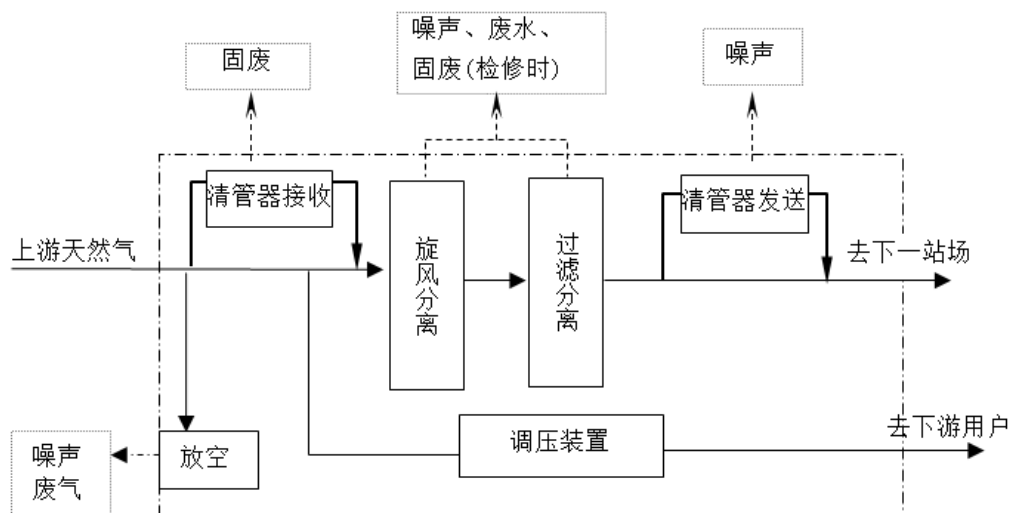 固废
噪声、废水、
固废(检修时)
噪声
清管器接收
清管器发送
上游天然气
旋风分离
过滤分离
去下一站场
去下游用户
调压装置
放空
噪声
废气